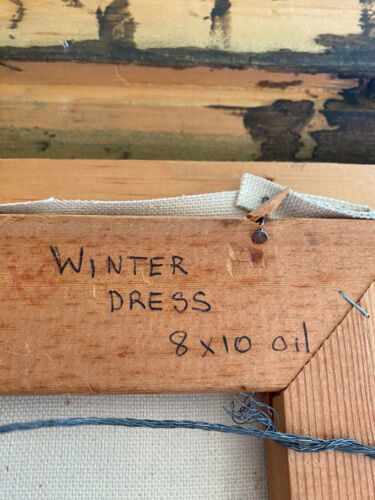 WINTER
DRESS
8x10 oil